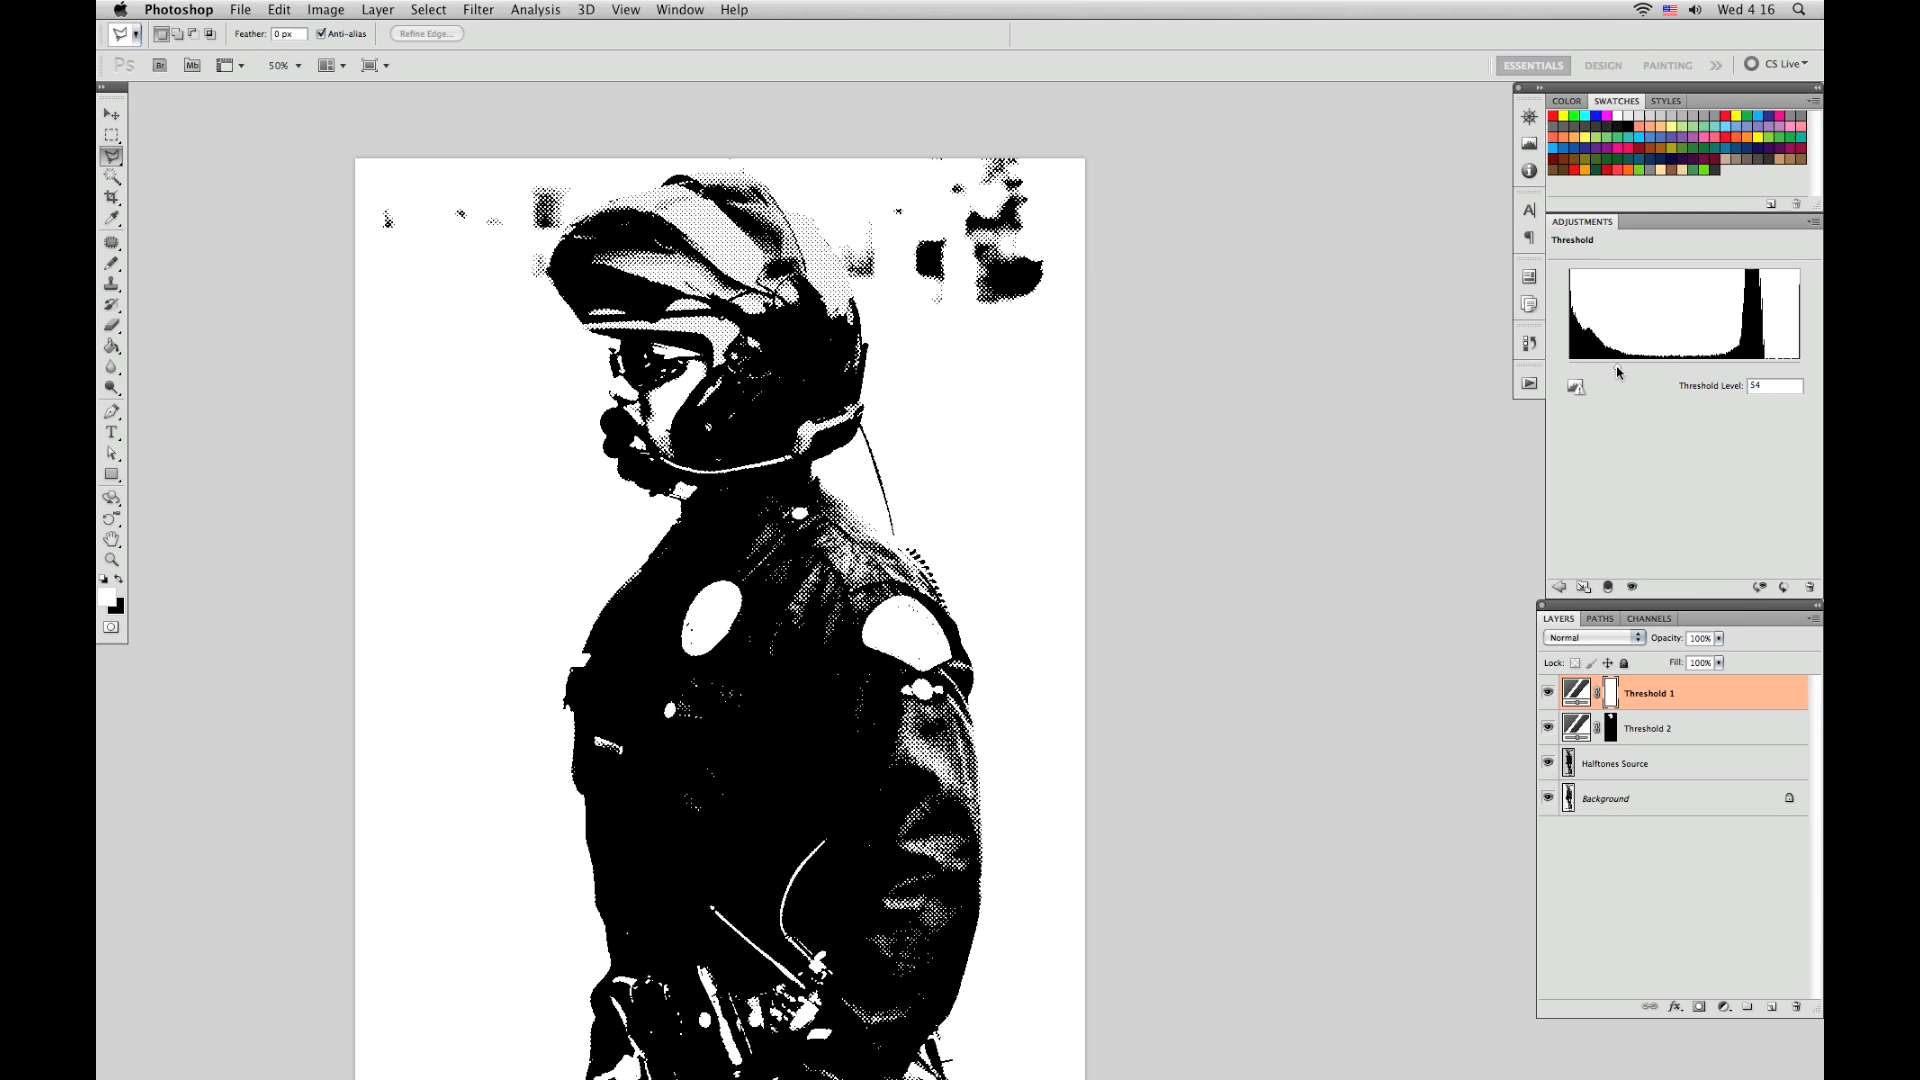 Photoshop File Edit Image Layer Select Filter Analysis 3D View Window Help Wed 4 16
Feather: 0 px Anti-alias Refine Edge...
Ps Br Mb 50% ESSENTIALS DESIGN PAINTING CS Live
COLOR SWATCHES STYLES
ADJUSTMENTS
Threshold
Threshold Level: 54
LAYERS PATHS CHANNELS
Normal Opacity: 100%
Lock: Fill: 100%
Threshold 1
Threshold 2
Halftones Source
Background